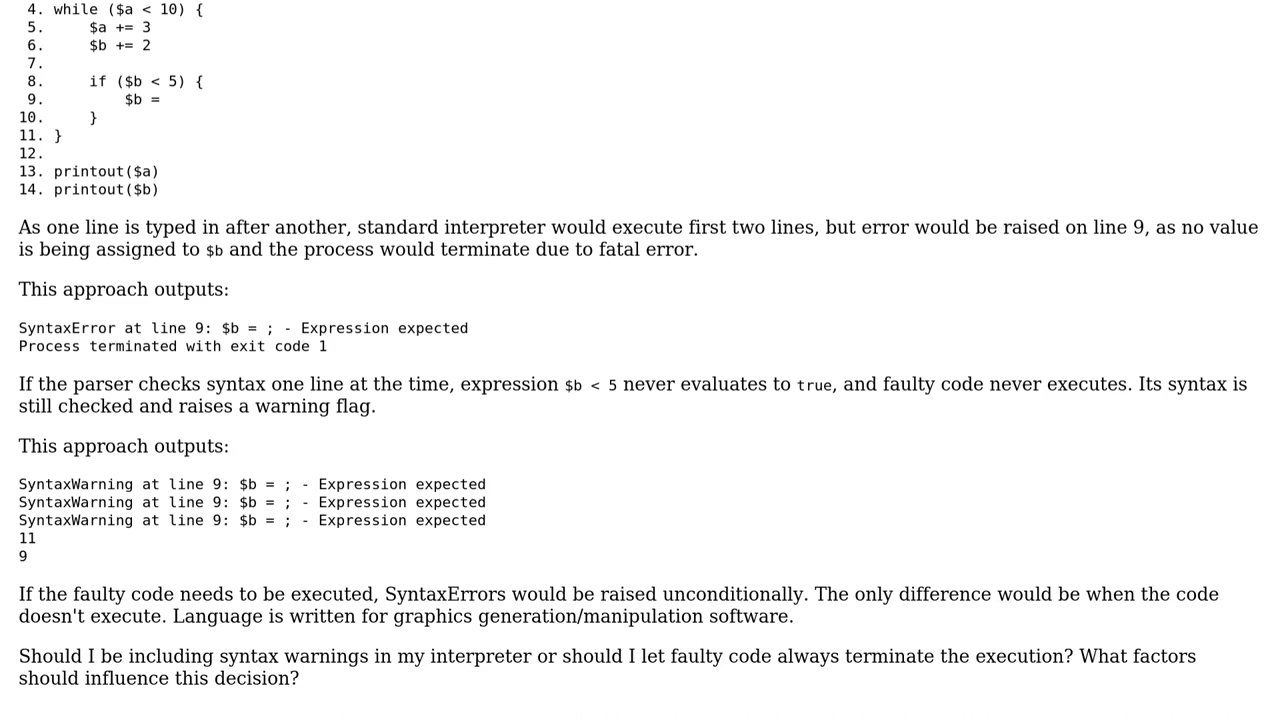 4. while ($a < 10) {
5.     $a += 3
6.     $b += 2
7.
8.     if ($b < 5) {
9.         $b =
10.     }
11. }
12.
13. printout($a)
14. printout($b)
As one line is typed in after another, standard interpreter would execute first two lines, but error would be raised on line 9, as no value
is being assigned to $b and the process would terminate due to fatal error.
This approach outputs:
SyntaxError at line 9: $b = ; - Expression expected
Process terminated with exit code 1
If the parser checks syntax one line at the time, expression $b < 5 never evaluates to true, and faulty code never executes. Its syntax is
still checked and raises a warning flag.
This approach outputs:
SyntaxWarning at line 9: $b = ; - Expression expected
SyntaxWarning at line 9: $b = ; - Expression expected
SyntaxWarning at line 9: $b = ; - Expression expected
11
9
If the faulty code needs to be executed, SyntaxErrors would be raised unconditionally. The only difference would be when the code
doesn't execute. Language is written for graphics generation/manipulation software.
Should I be including syntax warnings in my interpreter or should I let faulty code always terminate the execution? What factors
should influence this decision?